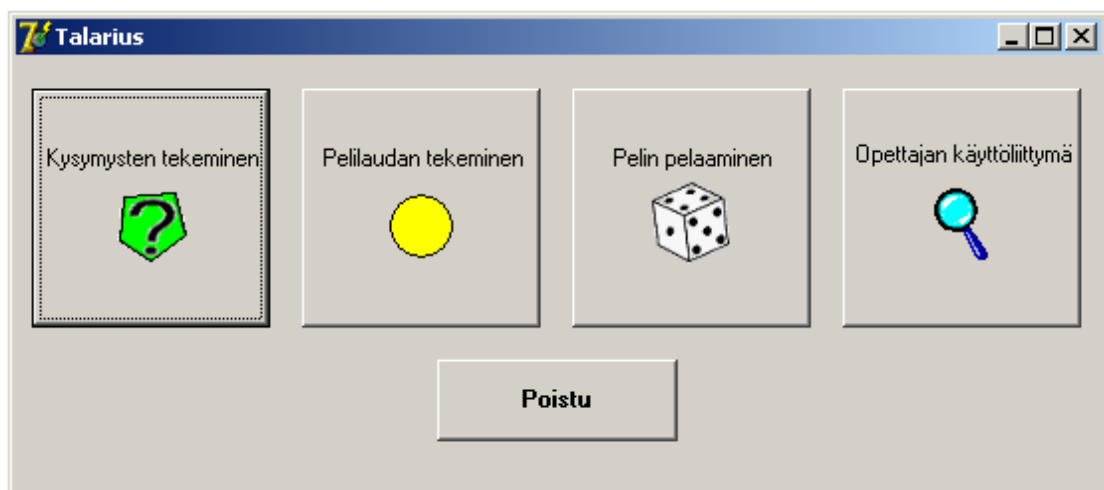 Talarius
Kysymysten tekeminen
Pelilaudan tekeminen
Pelin pelaaminen
Opettajan käyttöliittymä
?
Poistu